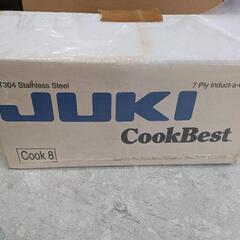 T304 Stainless Steel
7 Ply Induct-a-
JUKI
CookBest
Cook 8